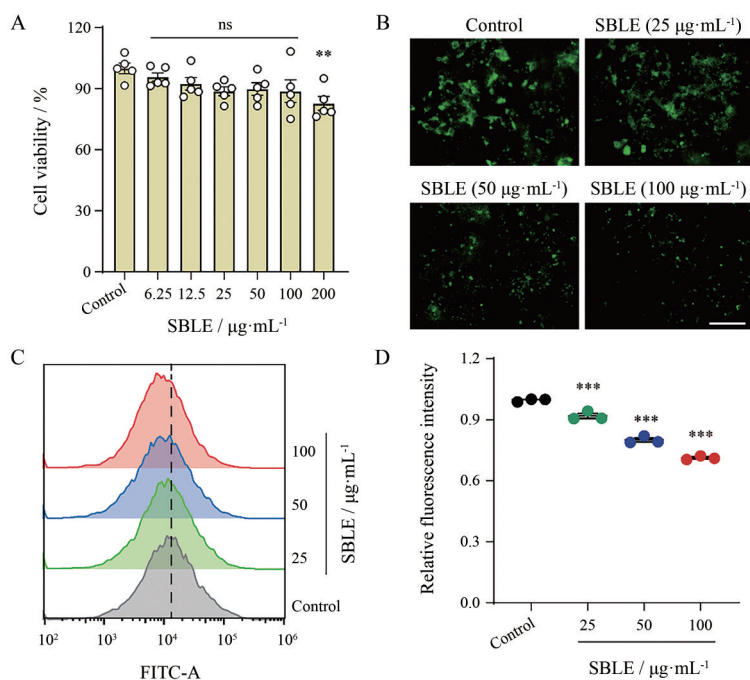 A
ns
**
Cell viability / %
120
90
60
30
0
Control
6.25
12.5
25
50
100
200
SBLE / μg·mL⁻¹
B
Control
SBLE (25 μg·mL⁻¹)
SBLE (50 μg·mL⁻¹)
SBLE (100 μg·mL⁻¹)
C
100
50
25
Control
SBLE / μg·mL⁻¹
10²
10³
10⁴
10⁵
10⁶
FITC-A
D
Relative fluorescence intensity
1.2
0.9
0.6
0.3
0.0
***
***
***
Control
25
50
100
SBLE / μg·mL⁻¹